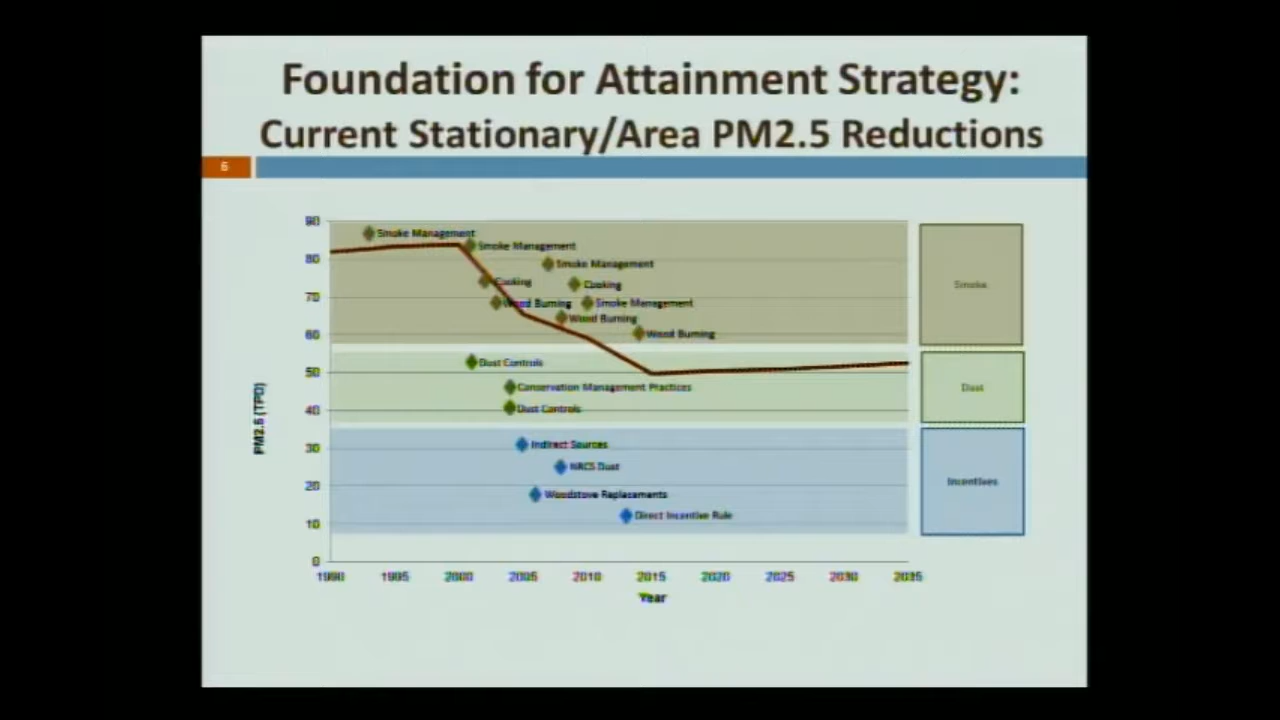 Foundation for Attainment Strategy:
Current Stationary/Area PM2.5 Reductions
6
90
80
70
60
50
40
30
20
10
0
PM2.5 (TPD)
Smoke Management
Smoke Management
Smoke Management
Cooking
Cooking
Wood Burning
Smoke Management
Wood Burning
Wood Burning
Dust Controls
Conservation Management Practices
Dust Controls
Indirect Sources
NRCS Dust
Woodstove Replacements
Direct Incentive Rule
Smoke
Dust
Incentives
1990 1995 2000 2005 2010 2015 2020 2025 2030 2035
Year